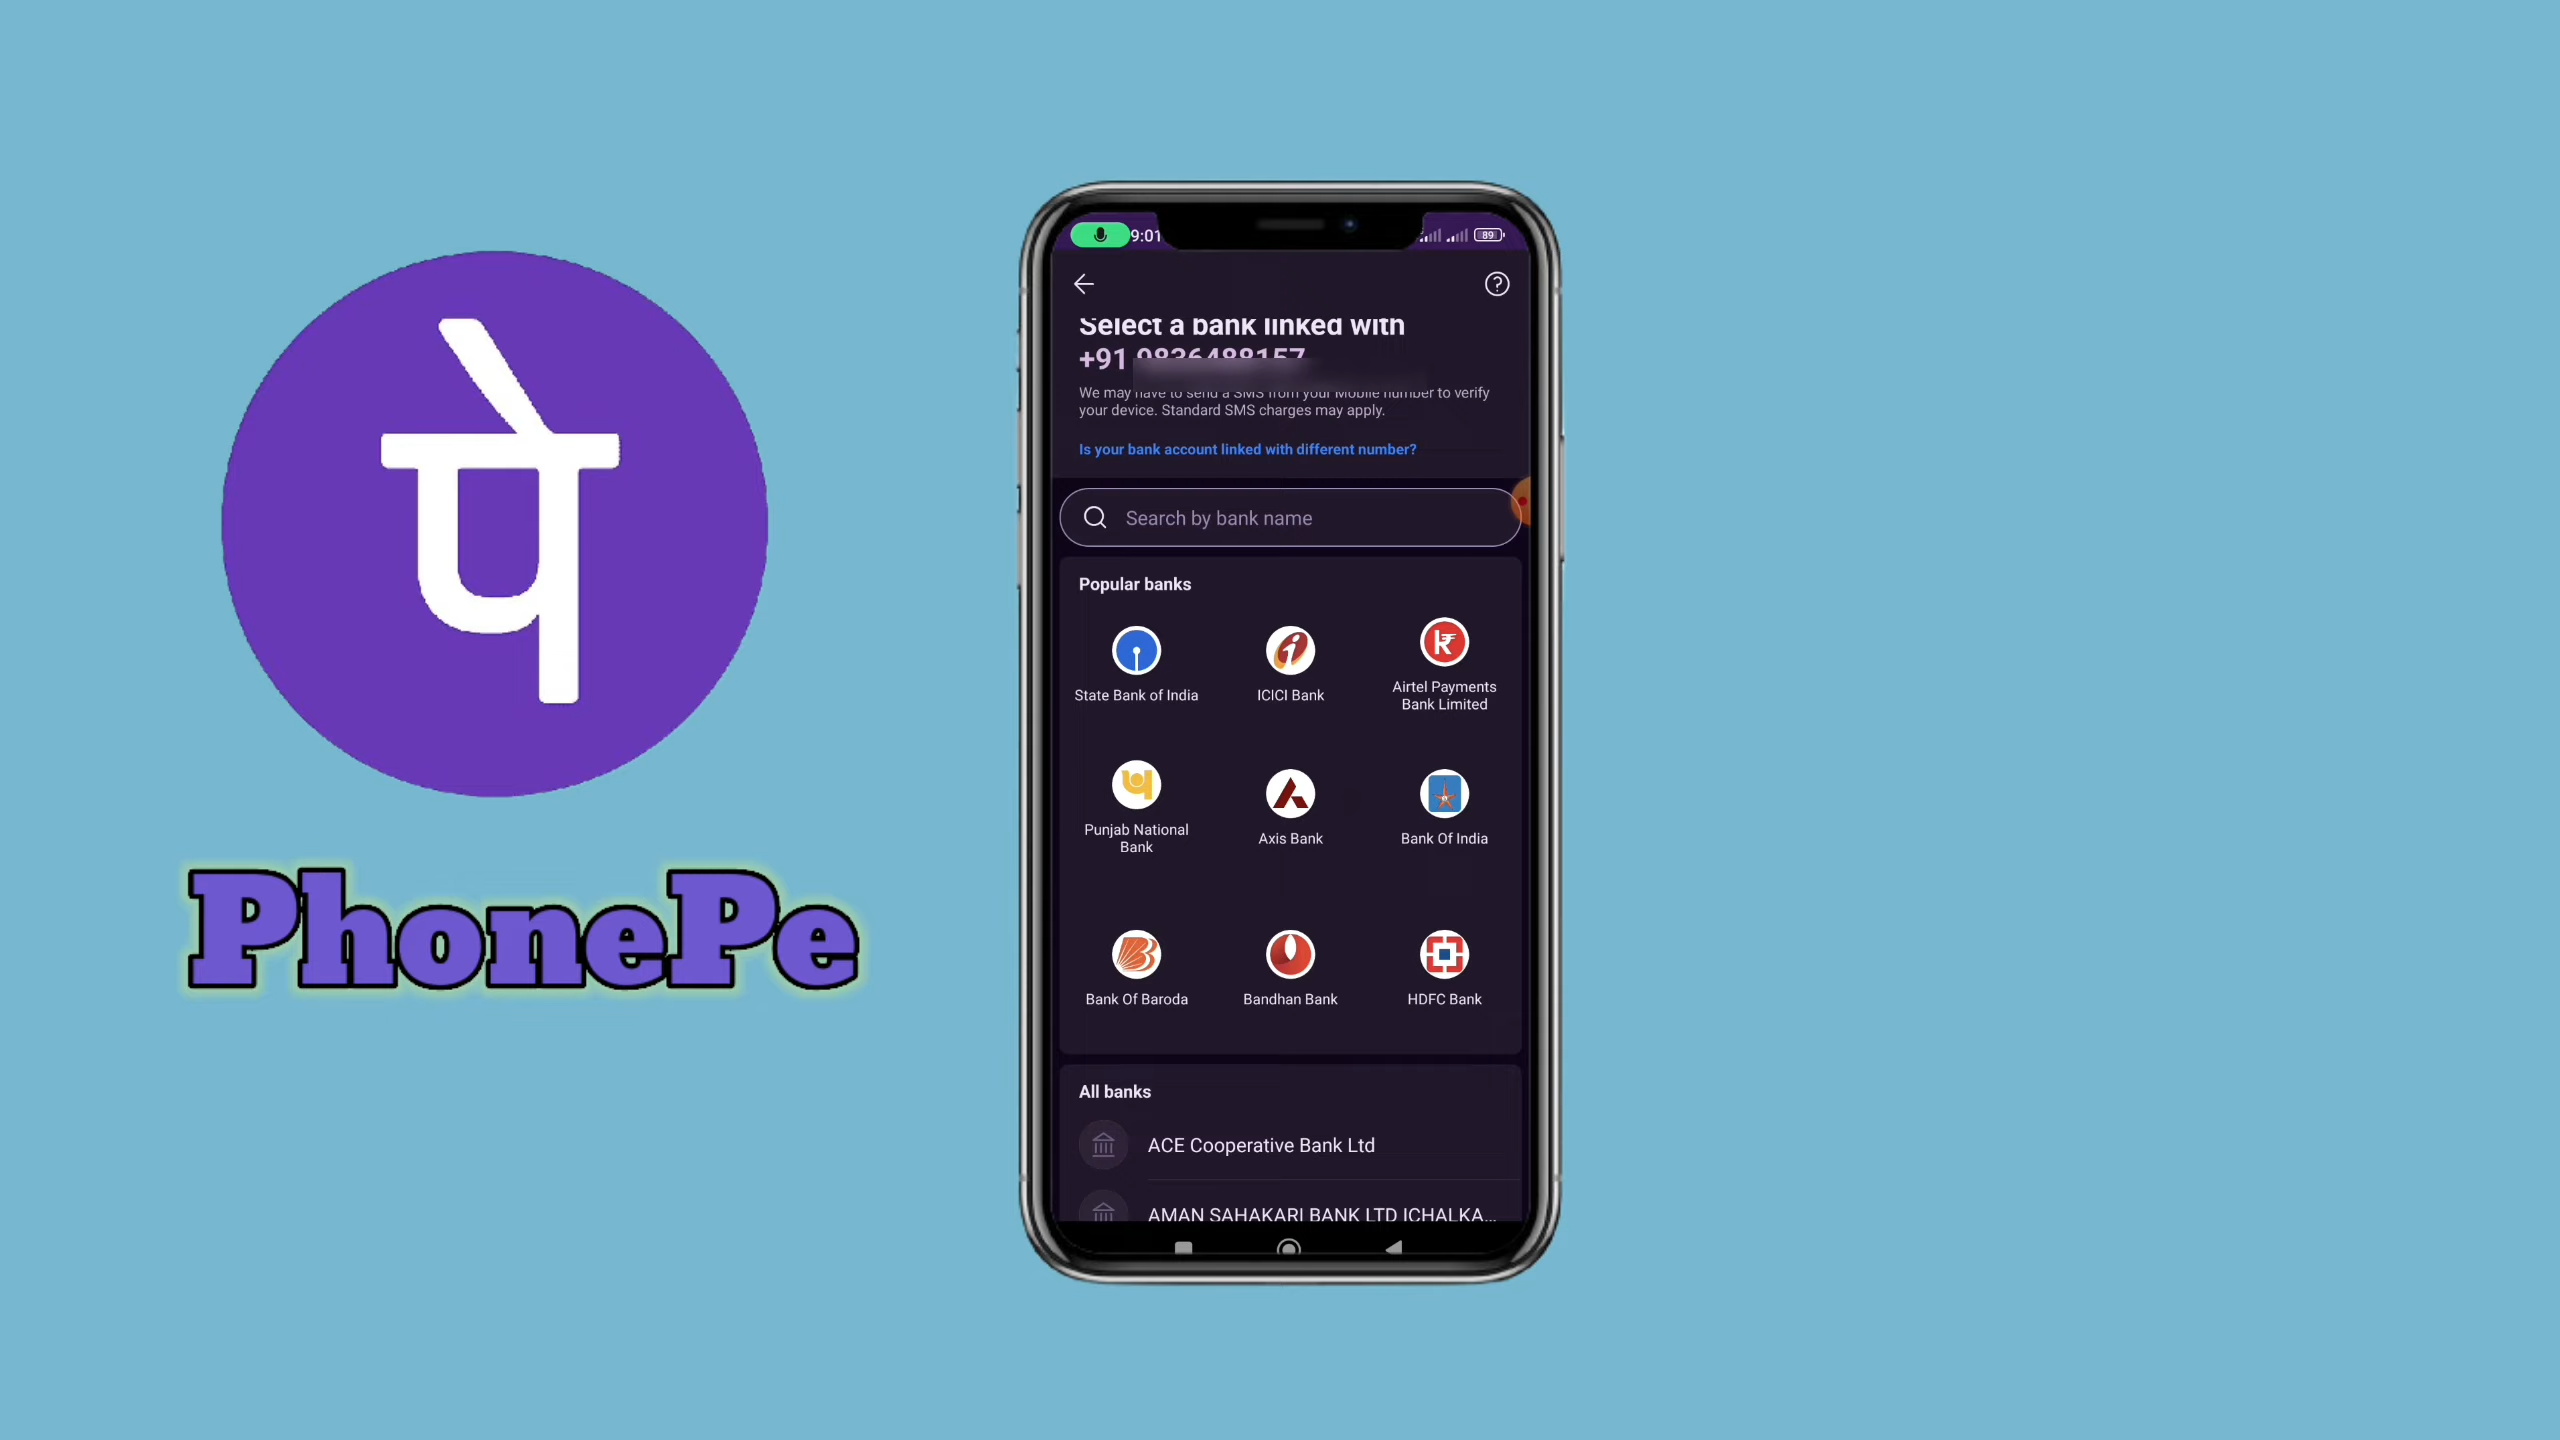 पे
PhonePe
9:01
89
Select a bank linked with
+91
We may have to send a SMS from your Mobile number to verify
your device. Standard SMS charges may apply.
Is your bank account linked with different number?
Search by bank name
Popular banks
State Bank of India
ICICI Bank
Airtel Payments
Bank Limited
Punjab National
Bank
Axis Bank
Bank Of India
Bank Of Baroda
Bandhan Bank
HDFC Bank
All banks
ACE Cooperative Bank Ltd
AMAN SAHAKARI BANK LTD ICHALKA...